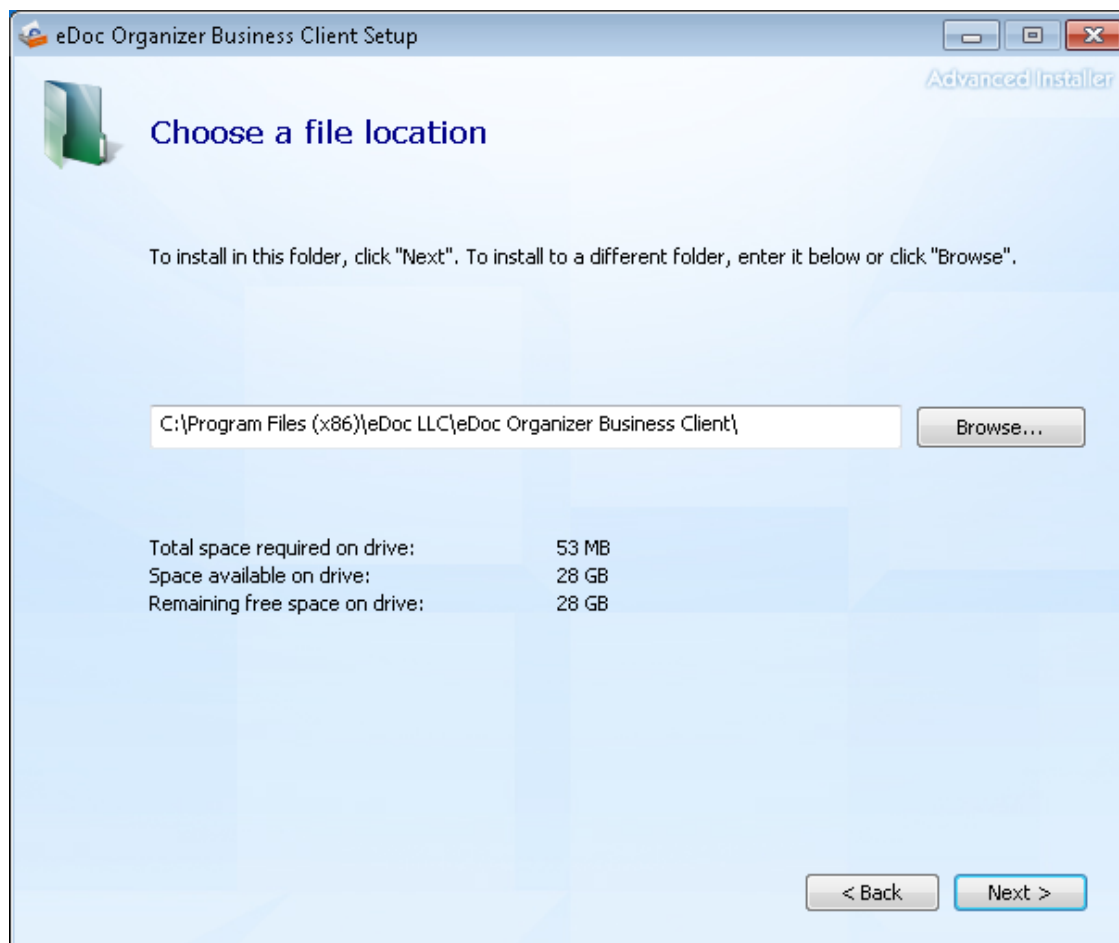 eDoc Organizer Business Client Setup
Advanced Installer
Choose a file location
To install in this folder, click "Next". To install to a different folder, enter it below or click "Browse".
C:\Program Files (x86)\eDoc LLC\eDoc Organizer Business Client\
Browse...
Total space required on drive: 53 MB
Space available on drive: 28 GB
Remaining free space on drive: 28 GB
< Back
Next >